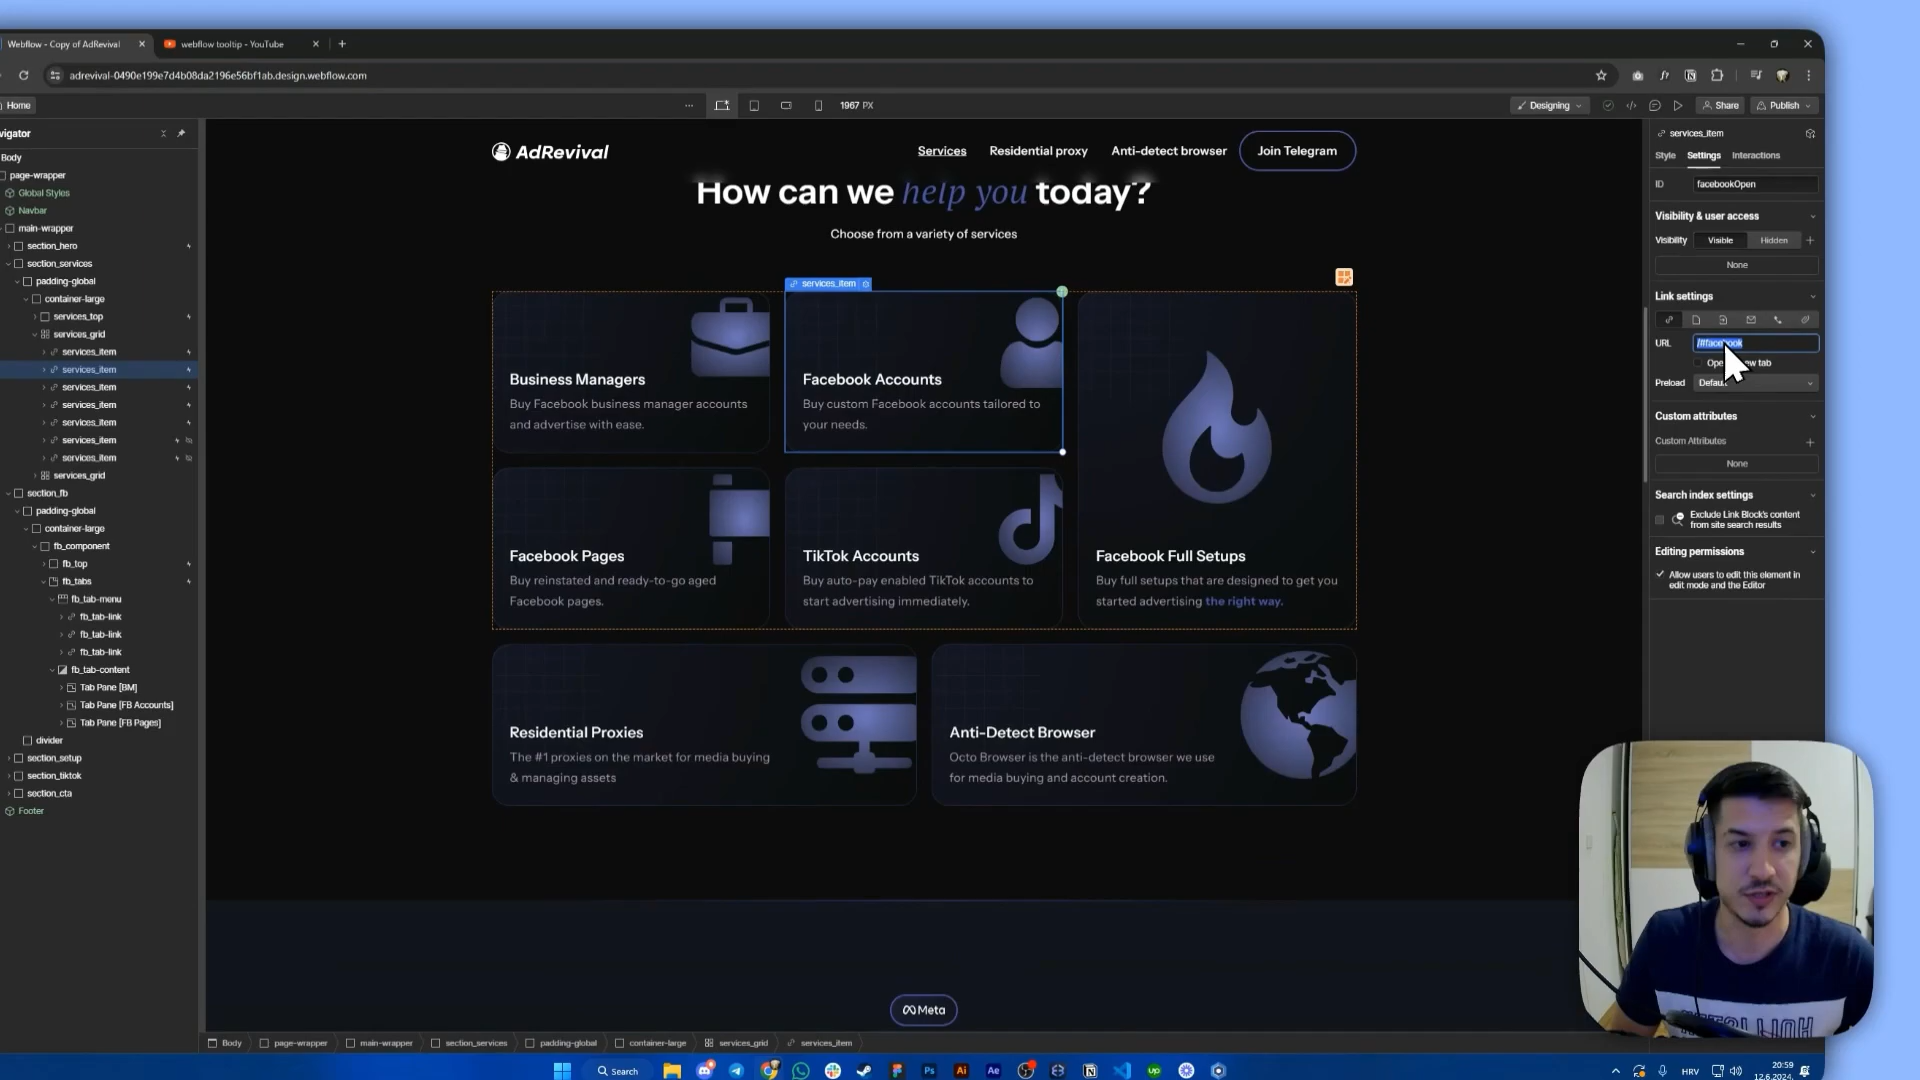 Webflow - Copy of AdRevival
webflow tooltip - YouTube
adrevival-0490e199e7d4b08da2196e56bf1ab.design.webflow.com
Home
1967 PX
Designing
Share
Publish
vigator
Body
page-wrapper
Global Styles
Navbar
main-wrapper
section_hero
section_services
padding-global
container-large
services_top
services_grid
services_item
services_item
services_item
services_item
services_item
services_item
services_item
services_grid
section_fb
padding-global
container-large
fb_component
fb_top
fb_tabs
fb_tab-menu
fb_tab-link
fb_tab-link
fb_tab-link
fb_tab-content
Tab Pane [BM]
Tab Pane [FB Accounts]
Tab Pane [FB Pages]
divider
section_setup
section_tiktok
section_cta
Footer
AdRevival
Services
Residential proxy
Anti-detect browser
Join Telegram
How can we help you today?
Choose from a variety of services
services_item
Business Managers
Buy Facebook business manager accounts
and advertise with ease.
Facebook Accounts
Buy custom Facebook accounts tailored to
your needs.
Facebook Pages
Buy reinstated and ready-to-go aged
Facebook pages.
TikTok Accounts
Buy auto-pay enabled TikTok accounts to
start advertising immediately.
Facebook Full Setups
Buy full setups that are designed to get you
started advertising the right way.
Residential Proxies
The #1 proxies on the market for media buying
& managing assets
Anti-Detect Browser
Octo Browser is the anti-detect browser we use
for media buying and account creation.
Meta
services_item
Style
Settings
Interactions
ID
facebookOpen
Visibility & user access
Visibility
Visible
Hidden
None
Link settings
URL
Preload
Custom attributes
Custom Attributes
None
Search index settings
Exclude Link Block's content
from site search results
Editing permissions
Allow users to edit this element in
edit mode and the Editor
Body
page-wrapper
main-wrapper
section_services
padding-global
container-large
services_grid
services_item
Search
Ps
Ai
Ae
up
HRV
20:59
12.6.2024.